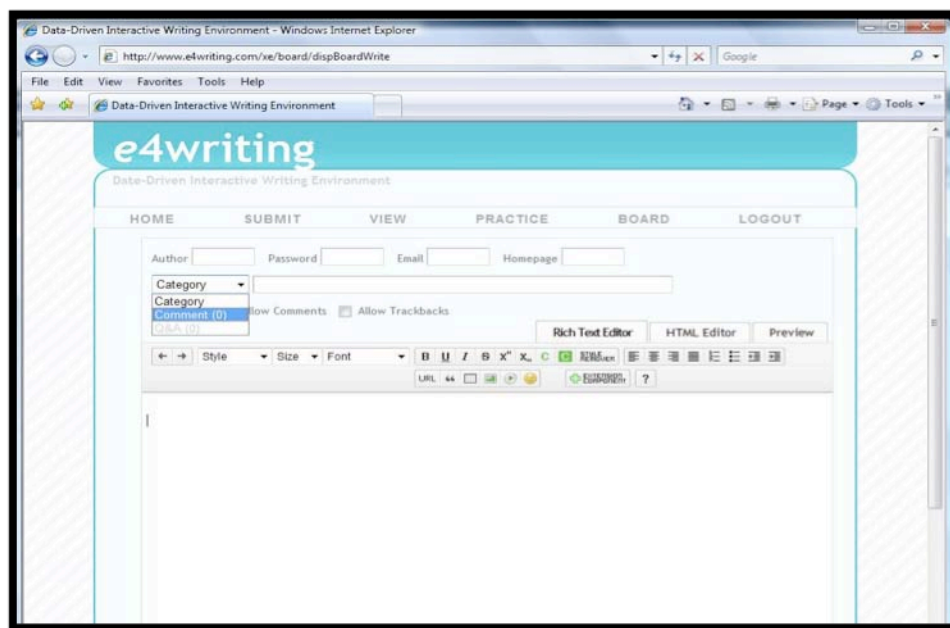 Data-Driven Interactive Writing Environment - Windows Internet Explorer
http://www.e4writing.com/xe/board/dispBoardWrite
Google
File Edit View Favorites Tools Help
Data-Driven Interactive Writing Environment
Page Tools
e4writing
Date-Driven Interactive Writing Environment
HOME SUBMIT VIEW PRACTICE BOARD LOGOUT
Author Password Email Homepage
Category
Category
Comment (0)
Q&A (0)
low Comments Allow Trackbacks
Rich Text Editor HTML Editor Preview
Style Size Font B U I S X" X„ C C
URL ?